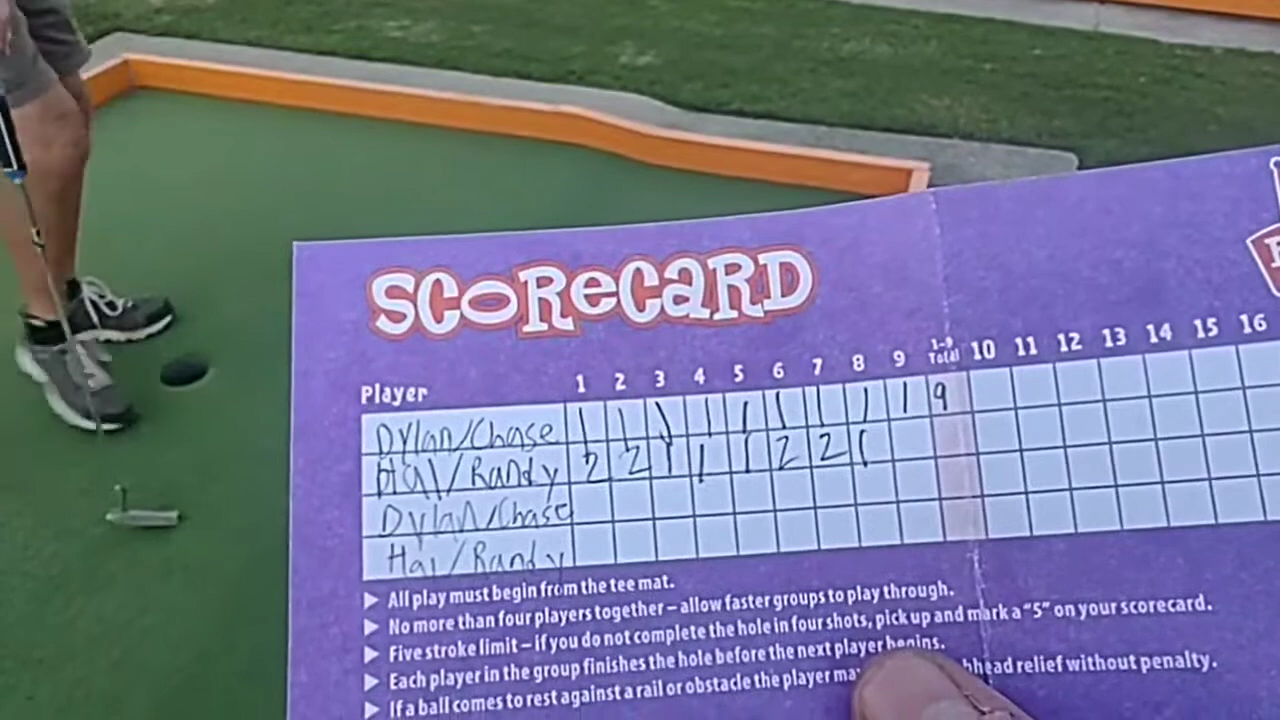 SCORECARD
Player 1 2 3 4 5 6 7 8 9 1-9 Total 10 11 12 13 14 15 16
Dylan/Chase 1 1 1 1 1 1 1 1 1 9
Hal/Randy 2 2 1 1 1 2 2 1
Dylan/Chase
Hal/Randy
▶ All play must begin from the tee mat.
▶ No more than four players together – allow faster groups to play through.
▶ Five stroke limit – if you do not complete the hole in four shots, pick up and mark a "5" on your scorecard.
▶ Each player in the group finishes the hole before the next player begins.
▶ If a ball comes to rest against a rail or obstacle the player relief without penalty.